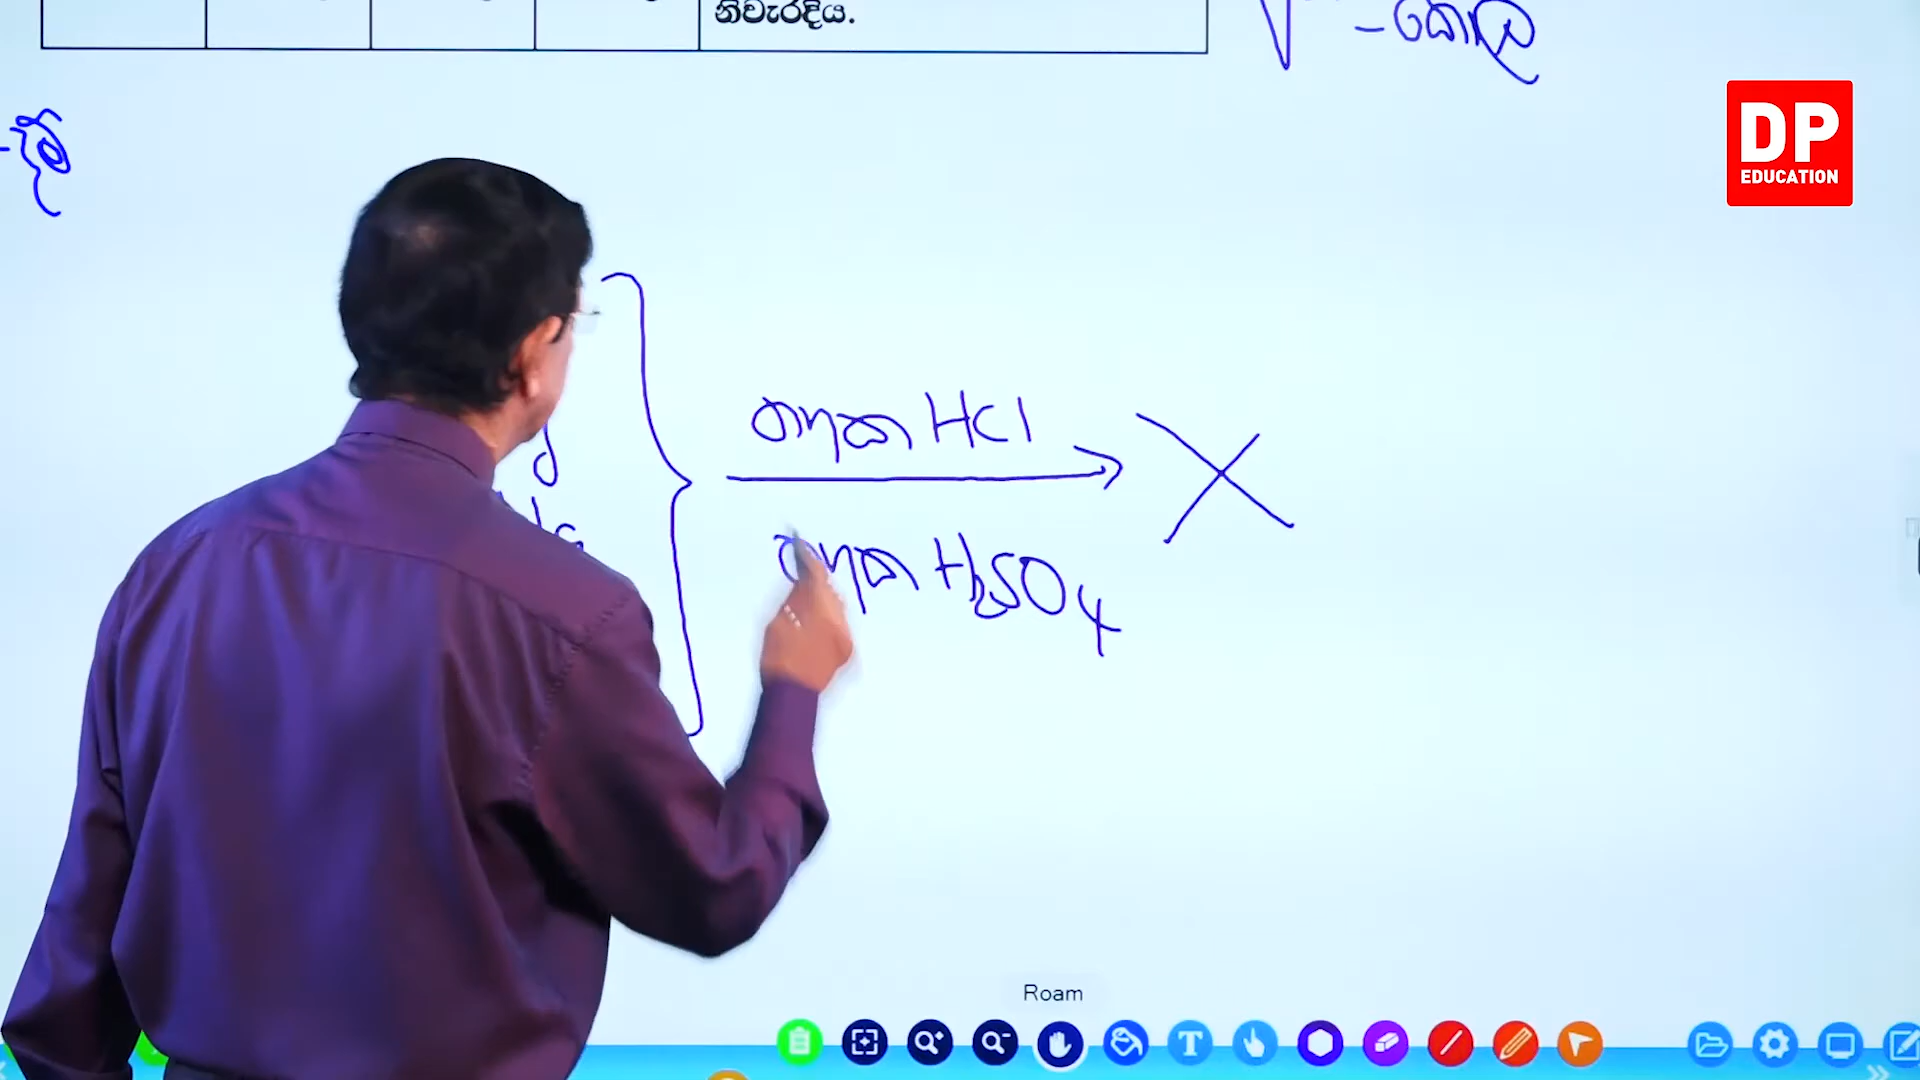 නිවැරදිය.
- කොල
DP
EDUCATION
තනුක HCl
තනුක H₂SO₄
Roam